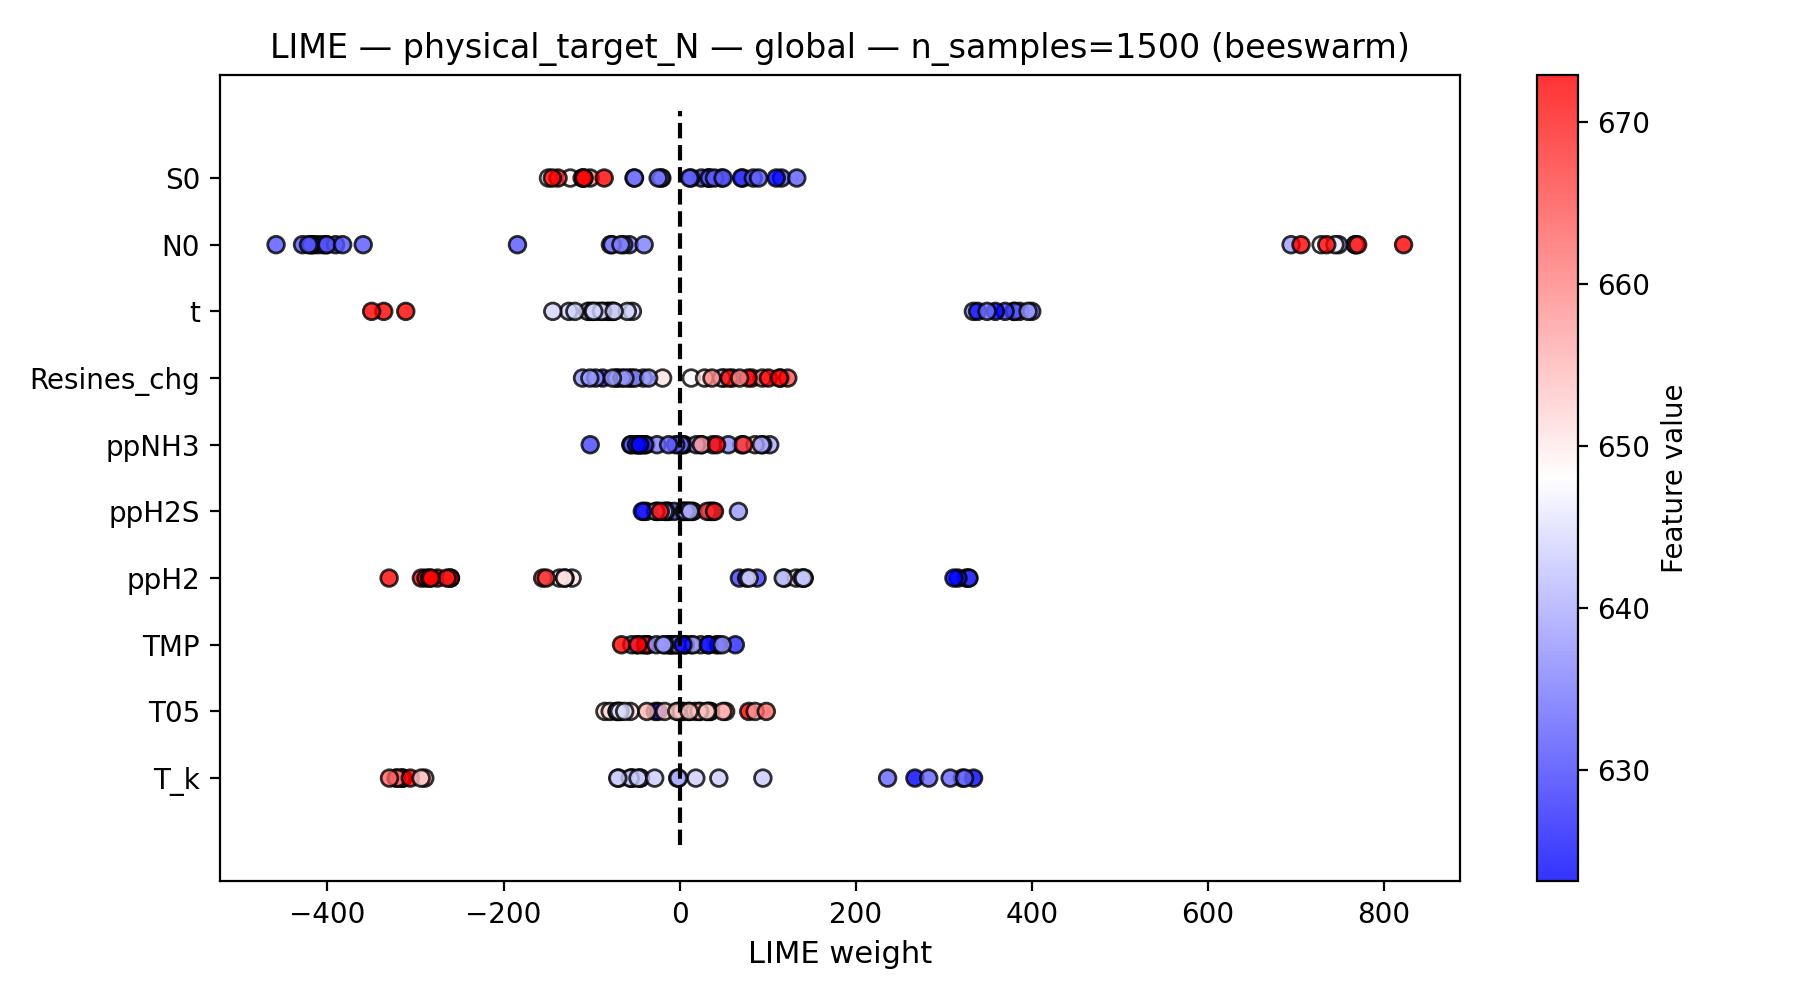 LIME — physical_target_N — global — n_samples=1500 (beeswarm)
S0
N0
t
Resines_chg
ppNH3
ppH2S
ppH2
TMP
T05
T_k
−400
−200
0
200
400
600
800
LIME weight
670
660
650
640
630
Feature value